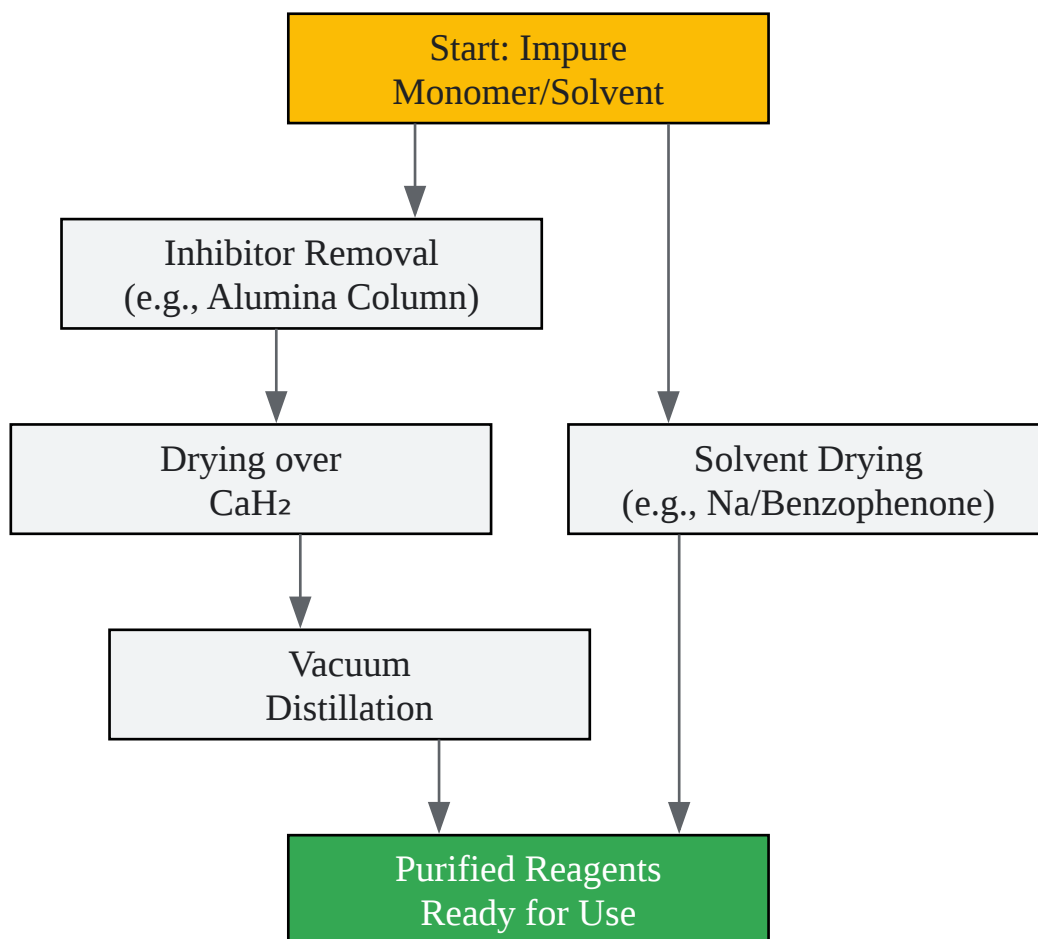 Start: Impure
Monomer/Solvent
Inhibitor Removal
(e.g., Alumina Column)
Drying over
CaH₂
Solvent Drying
(e.g., Na/Benzophenone)
Vacuum
Distillation
Purified Reagents
Ready for Use